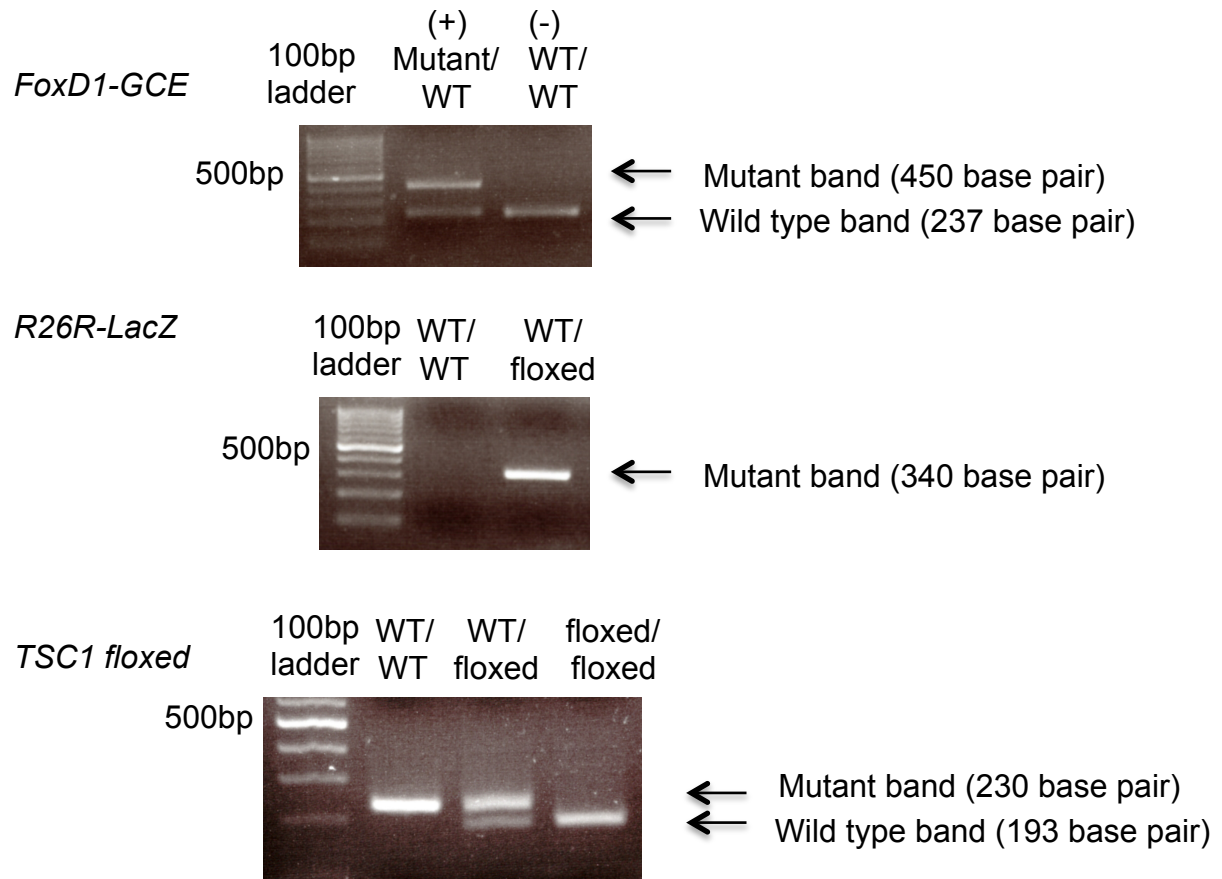 (+) (-)
100bp Mutant/ WT/
FoxD1-GCE ladder WT WT
500bp
Mutant band (450 base pair)
Wild type band (237 base pair)
R26R-LacZ 100bp WT/ WT/
ladder WT floxed
500bp
Mutant band (340 base pair)
100bp WT/ WT/ floxed/
TSC1 floxed ladder WT floxed floxed
500bp
Mutant band (230 base pair)
Wild type band (193 base pair)